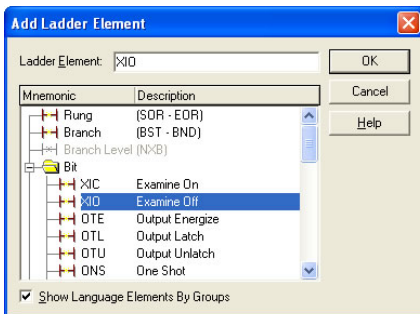 Add Ladder Element
Ladder Element: XIO
OK
Cancel
Help
Mnemonic Description
Rung (SOR - EOR)
Branch (BST - BND)
Branch Level (NXB)
Bit
XIC Examine On
XIO Examine Off
OTE Output Energize
OTL Output Latch
OTU Output Unlatch
ONS One Shot
Show Language Elements By Groups